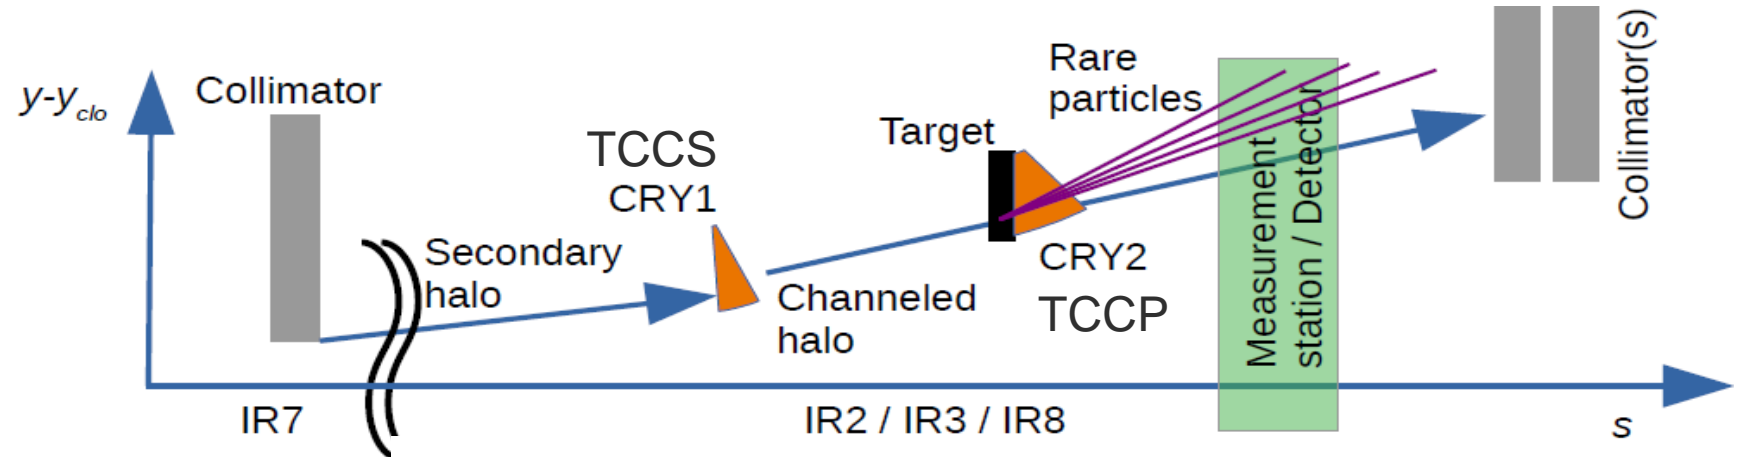 y-y_clo
Collimator
TCCS
CRY1
Secondary
halo
Channeled
halo
Target
Rare
particles
CRY2
TCCP
Measurement
station / Detector
Collimator(s)
IR7
IR2 / IR3 / IR8
s